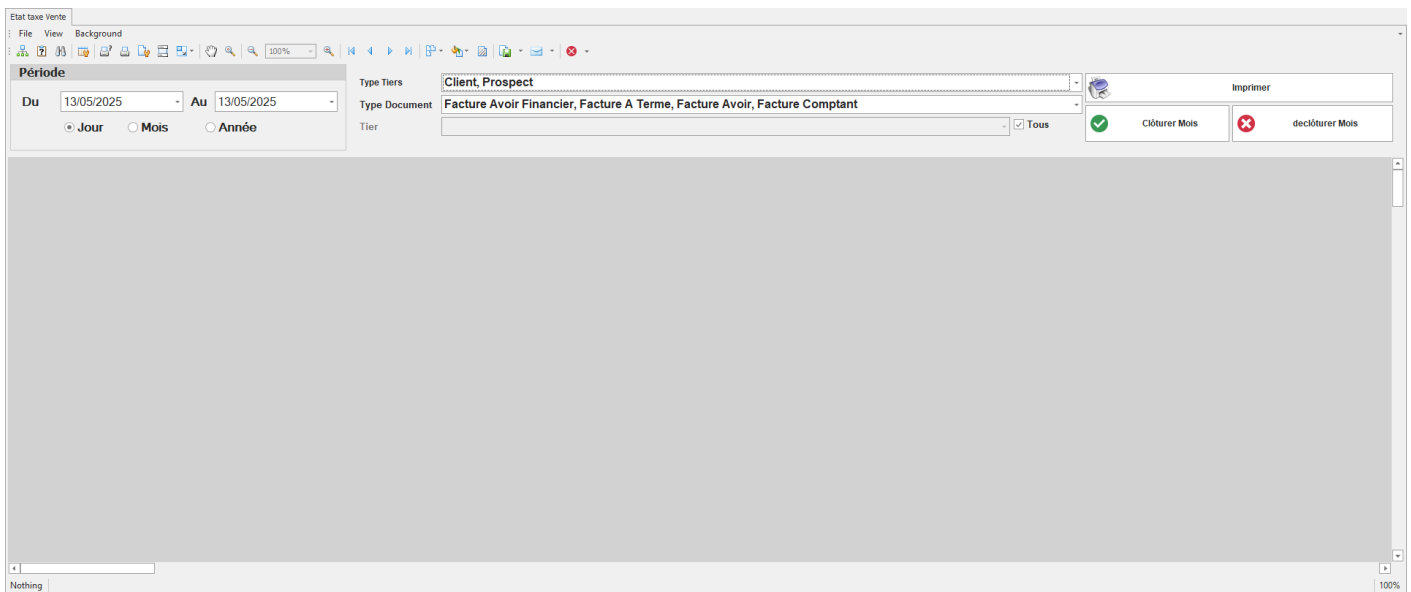 Etat taxe Vente
File View Background
100%
Période
Du 13/05/2025 Au 13/05/2025
Jour Mois Année
Type Tiers Client, Prospect
Type Document Facture Avoir Financier, Facture A Terme, Facture Avoir, Facture Comptant
Tier Tous
Imprimer
Clôturer Mois declôturer Mois
Nothing 100%